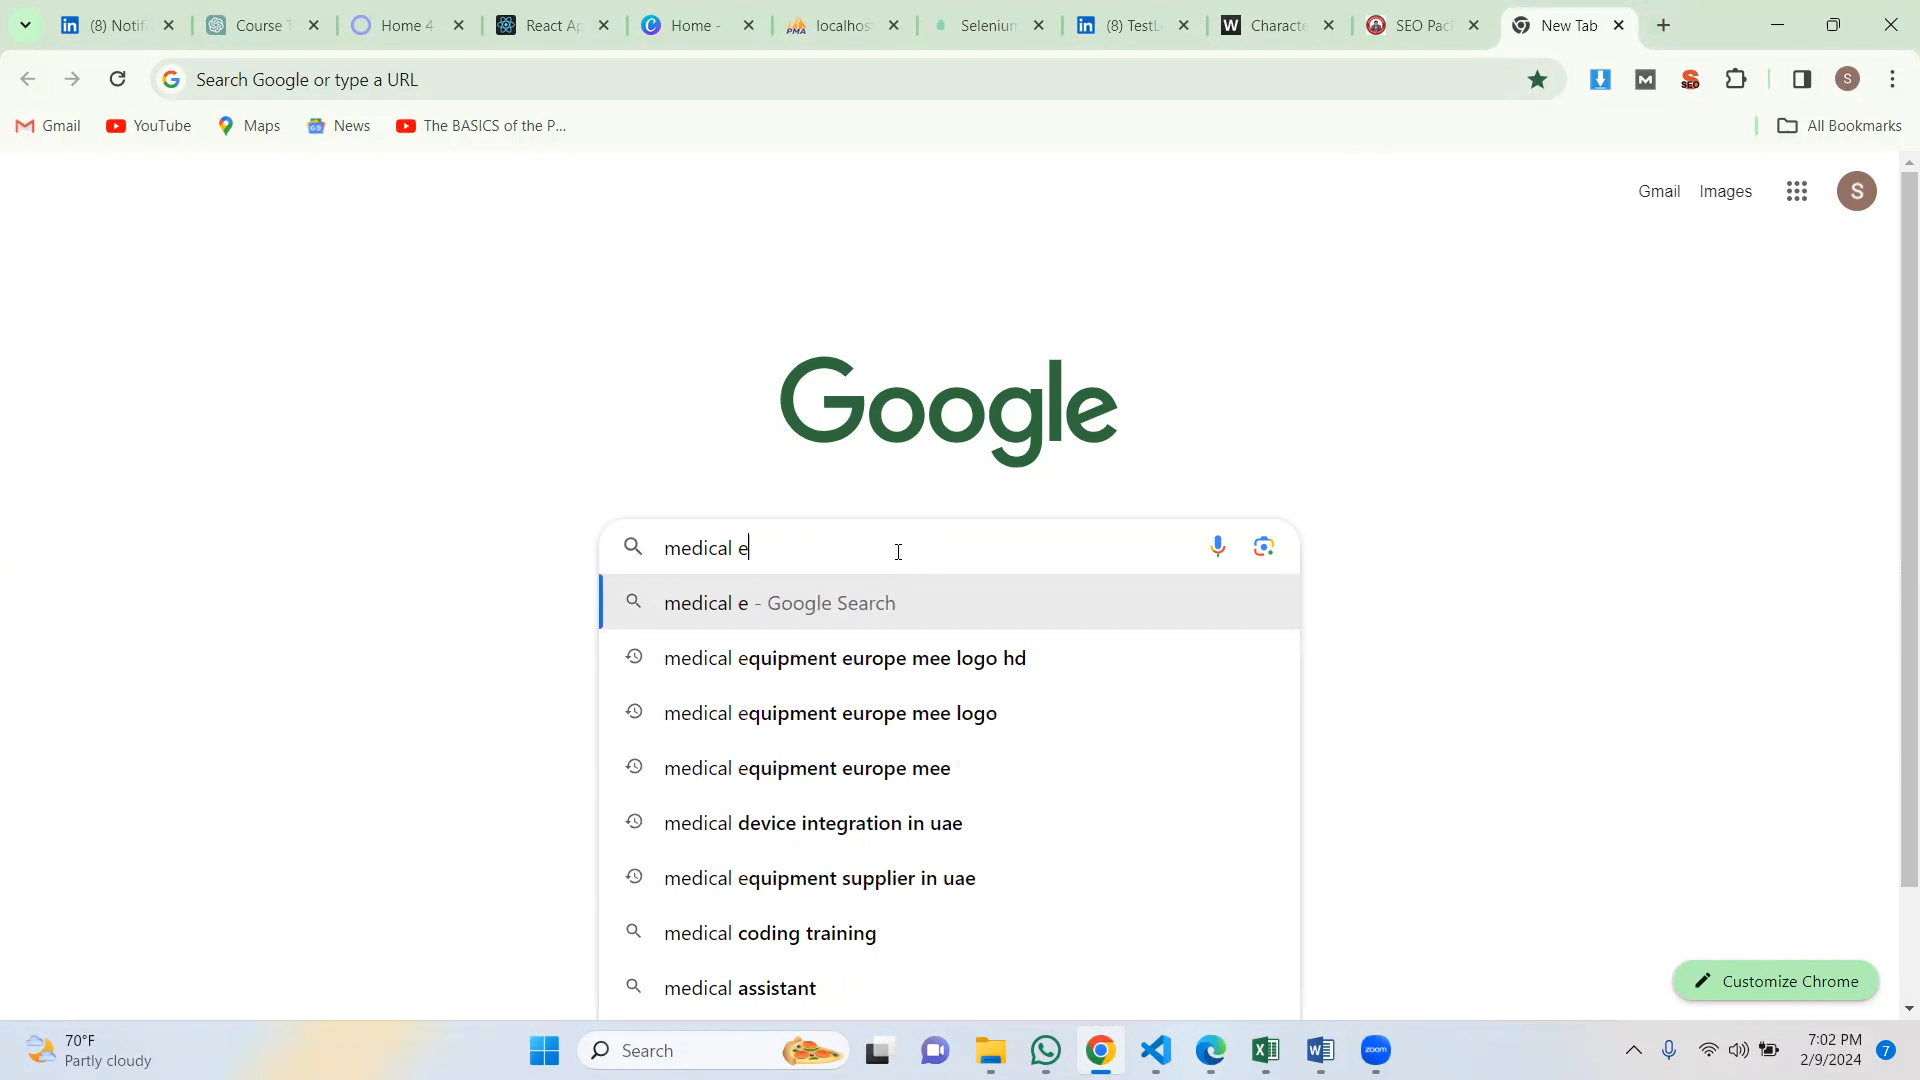 (8) Notifi
Course T
Home 4
React Ap
Home -
localhos
Selenium
(8) TestL
Characte
SEO Pac
New Tab
Search Google or type a URL
SEO
S
Gmail
YouTube
Maps
News
The BASICS of the P...
All Bookmarks
Gmail
Images
S
Google
medical e
medical e - Google Search
medical equipment europe mee logo hd
medical equipment europe mee logo
medical equipment europe mee
medical device integration in uae
medical equipment supplier in uae
medical coding training
medical assistant
Customize Chrome
70°F
Partly cloudy
Search
zoom
7:02 PM
2/9/2024
7